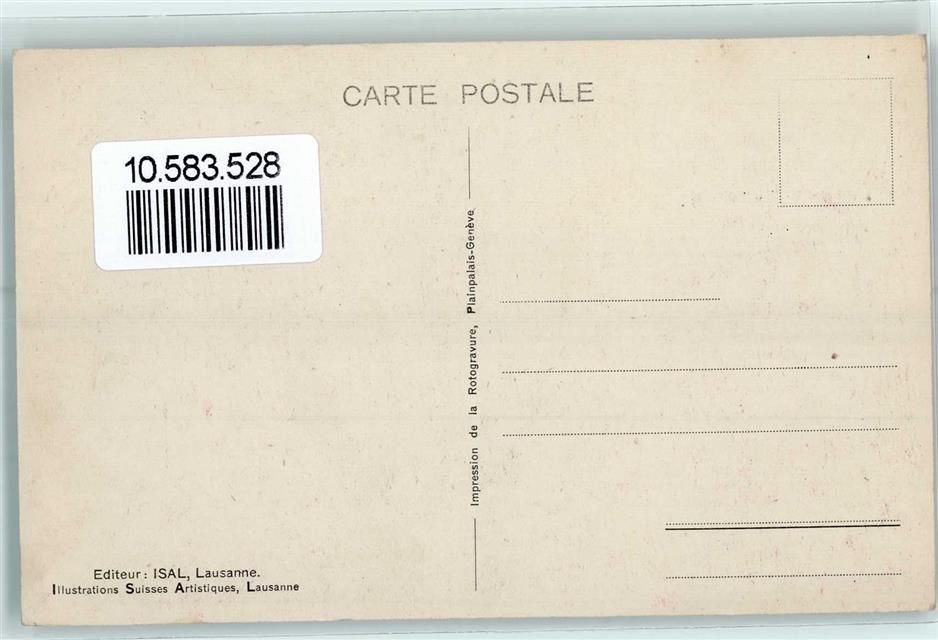 CARTE POSTALE
10.583.528
Impression de la Rotogravure, Plainpalais-Genève
Editeur: ISAL, Lausanne.
Illustrations Suisses Artistiques, Lausanne